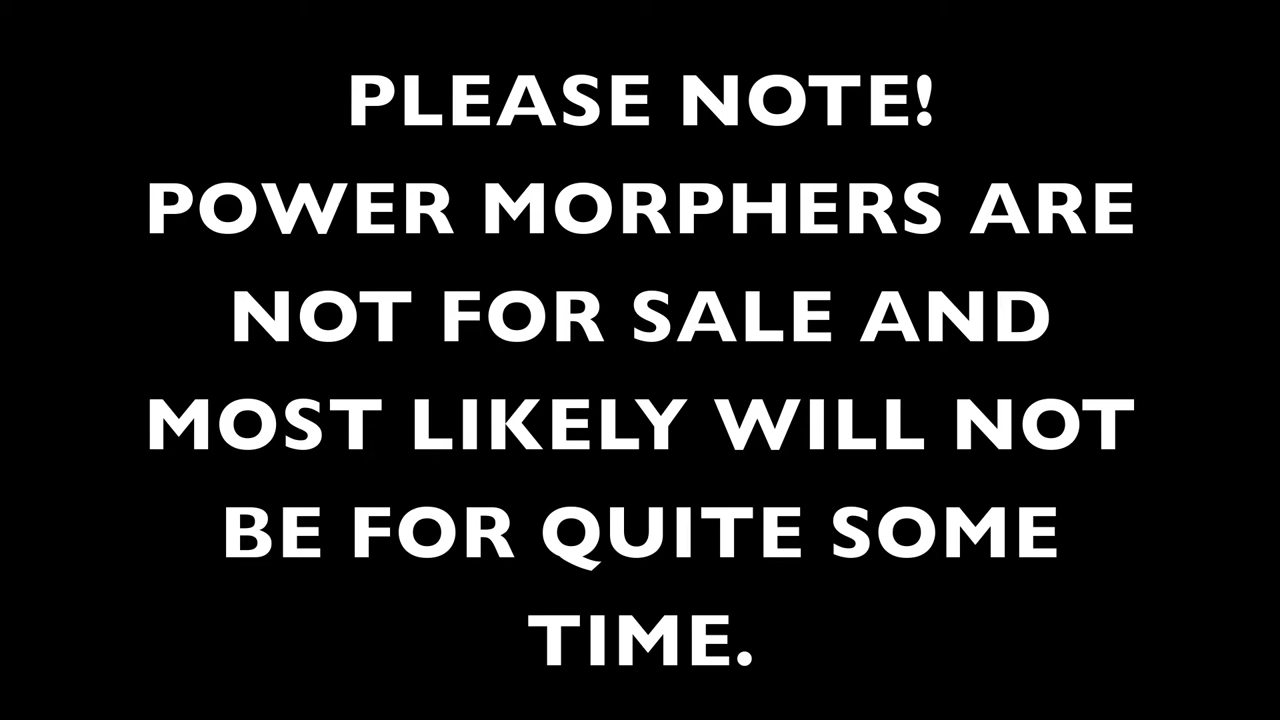 PLEASE NOTE!
POWER MORPHERS ARE
NOT FOR SALE AND
MOST LIKELY WILL NOT
BE FOR QUITE SOME
TIME.